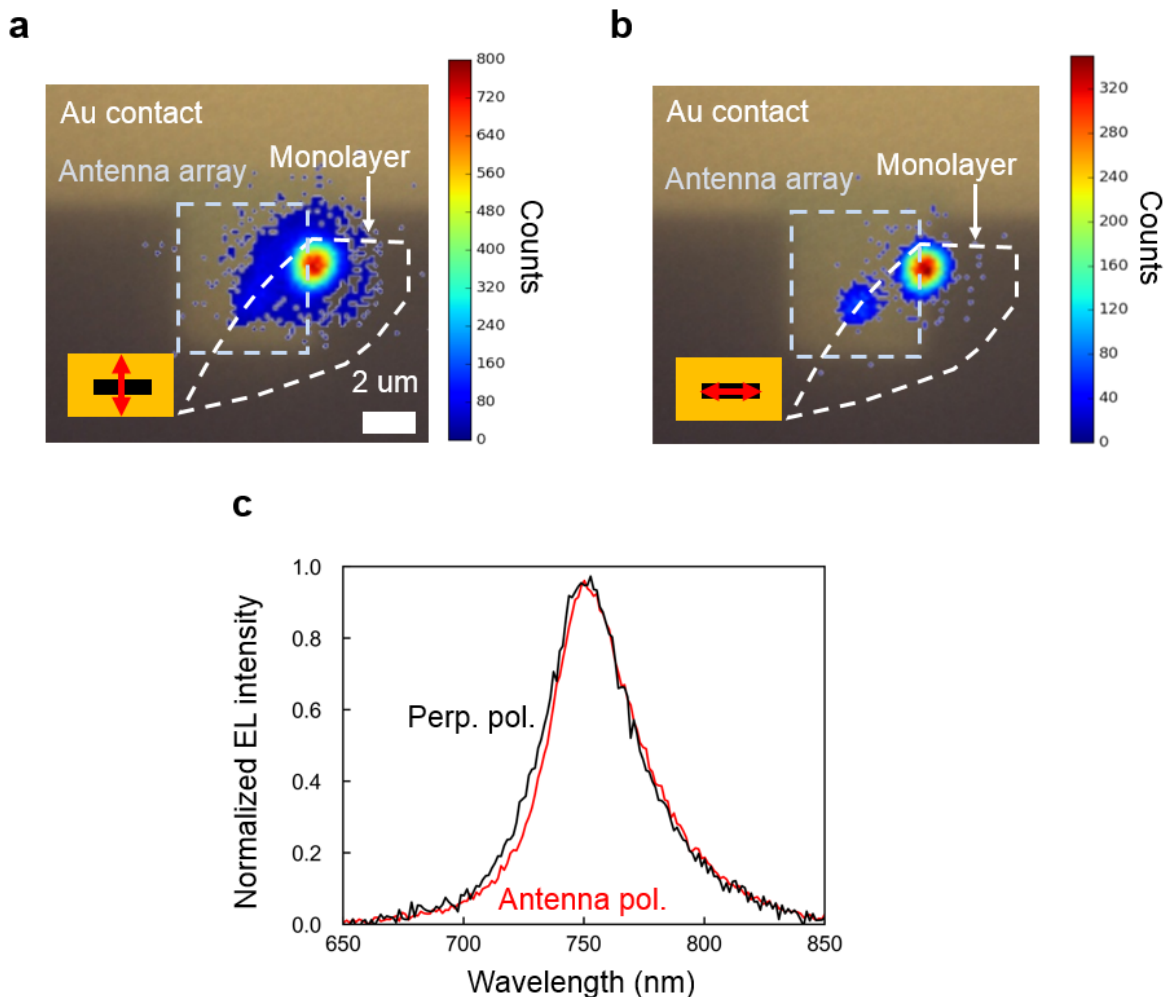 a
Au contact
Antenna array
Monolayer
2 um
800
720
640
560
480
400
320
240
160
80
0
Counts
b
Au contact
Antenna array
Monolayer
320
280
240
200
160
120
80
40
0
Counts
c
Normalized EL intensity
1.0
0.8
0.6
0.4
0.2
0.0
Perp. pol.
Antenna pol.
650
700
750
800
850
Wavelength (nm)